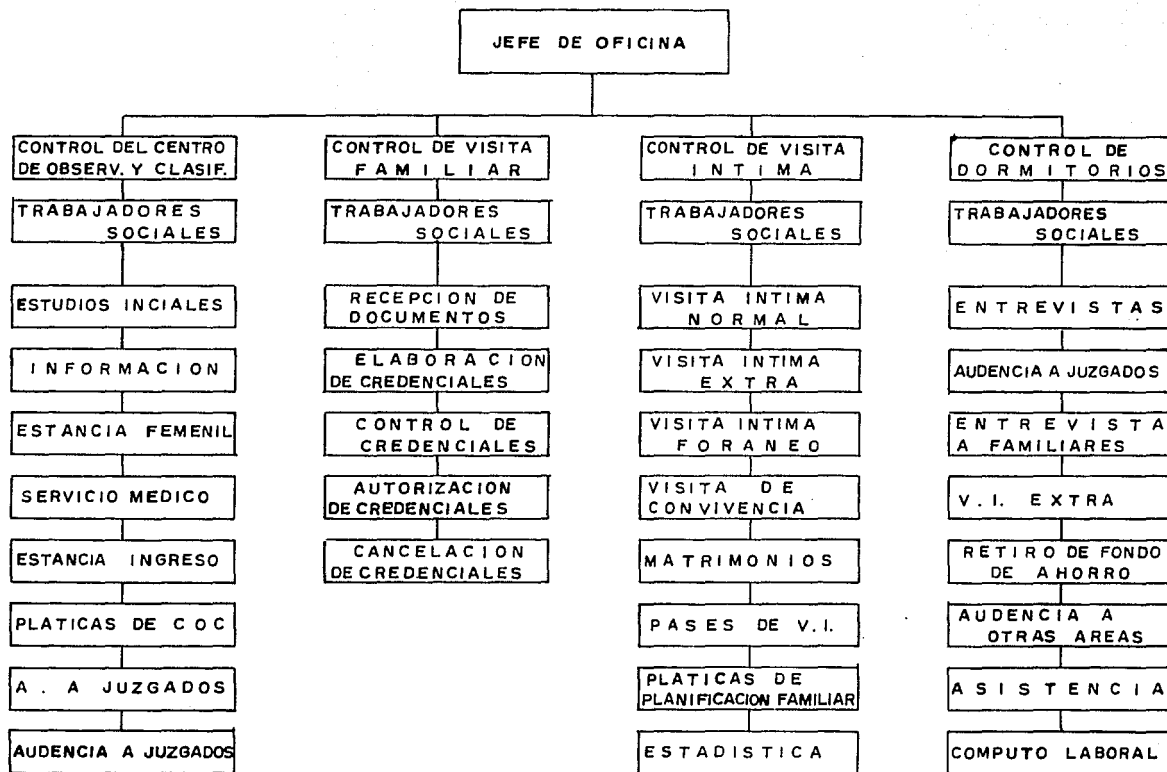 JEFE DE OFICINA
CONTROL DEL CENTRO
DE OBSERV. Y CLASIF.
TRABAJADORES
SOCIALES
ESTUDIOS INCIALES
INFORMACION
ESTANCIA FEMENIL
SERVICIO MEDICO
ESTANCIA INGRESO
PLATICAS DE COC
A. A JUZGADOS
AUDENCIA A JUZGADOS
CONTROL DE VISITA
FAMILIAR
TRABAJADORES
SOCIALES
RECEPCION DE
DOCUMENTOS
ELABORACION
DE CREDENCIALES
CONTROL DE
CREDENCIALES
AUTORIZACION
DE CREDENCIALES
CANCELACION
DE CREDENCIALES
CONTROL DE VISITA
INTIMA
TRABAJADORES
SOCIALES
VISITA INTIMA
NORMAL
VISITA INTIMA
EXTRA
VISITA INTIMA
FORANEO
VISITA DE
CONVIVENCIA
MATRIMONIOS
PASES DE V.I.
PLATICAS DE
PLANIFICACION FAMILIAR
ESTADISTICA
CONTROL DE
DORMITORIOS
TRABAJADORES
SOCIALES
ENTREVISTAS
AUDENCIA A JUZGADOS
ENTREVISTA
A FAMILIARES
V.I. EXTRA
RETIRO DE FONDO
DE AHORRO
AUDENCIA A
OTRAS AREAS
ASISTENCIA
COMPUTO LABORAL